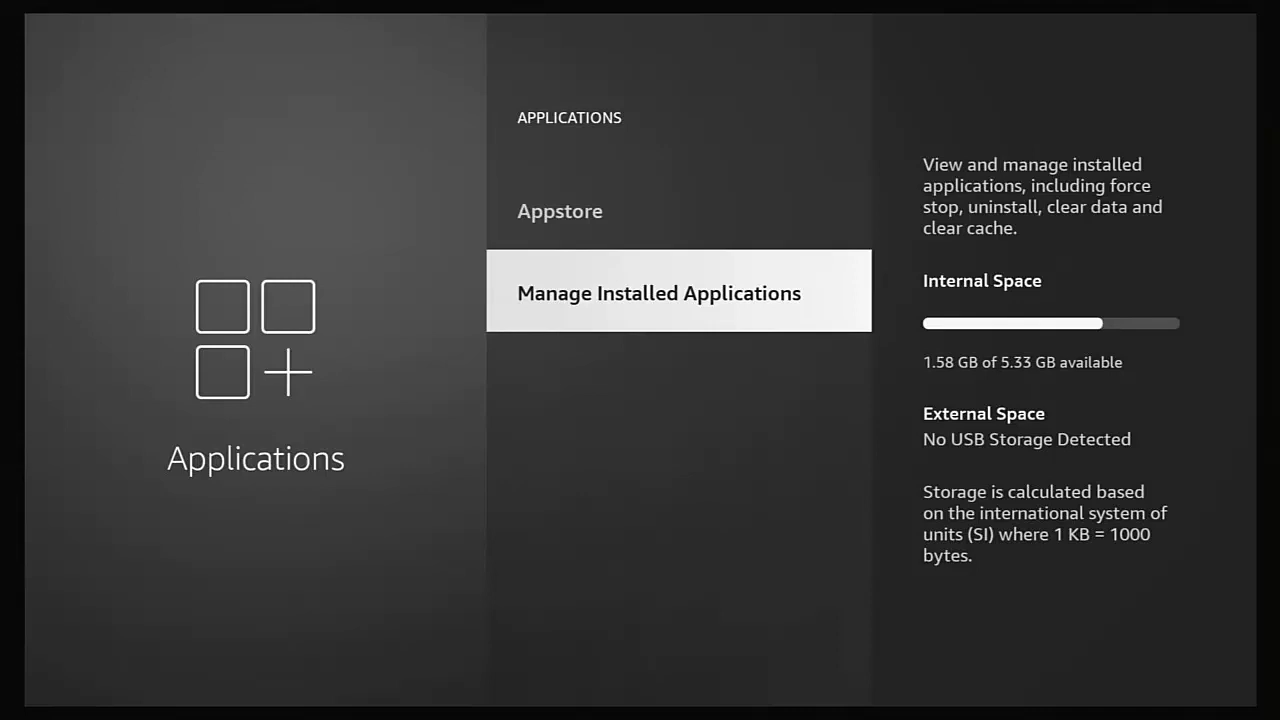 Applications
APPLICATIONS
Appstore
Manage Installed Applications
View and manage installed
applications, including force
stop, uninstall, clear data and
clear cache.
Internal Space
1.58 GB of 5.33 GB available
External Space
No USB Storage Detected
Storage is calculated based
on the international system of
units (SI) where 1 KB = 1000
bytes.